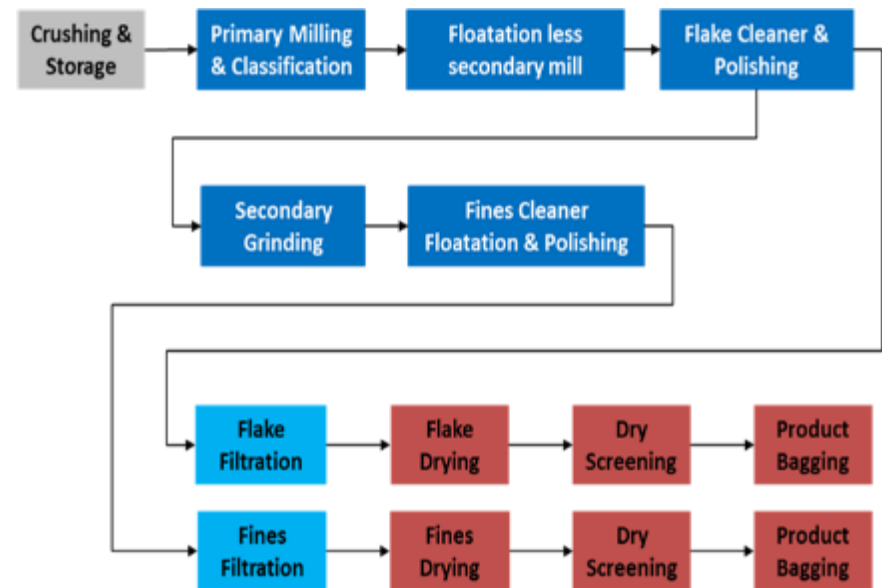 Crushing &
Storage
Primary Milling
& Classification
Floatation less
secondary mill
Flake Cleaner &
Polishing
Secondary
Grinding
Fines Cleaner
Floatation & Polishing
Flake
Filtration
Flake
Drying
Dry
Screening
Product
Bagging
Fines
Filtration
Fines
Drying
Dry
Screening
Product
Bagging